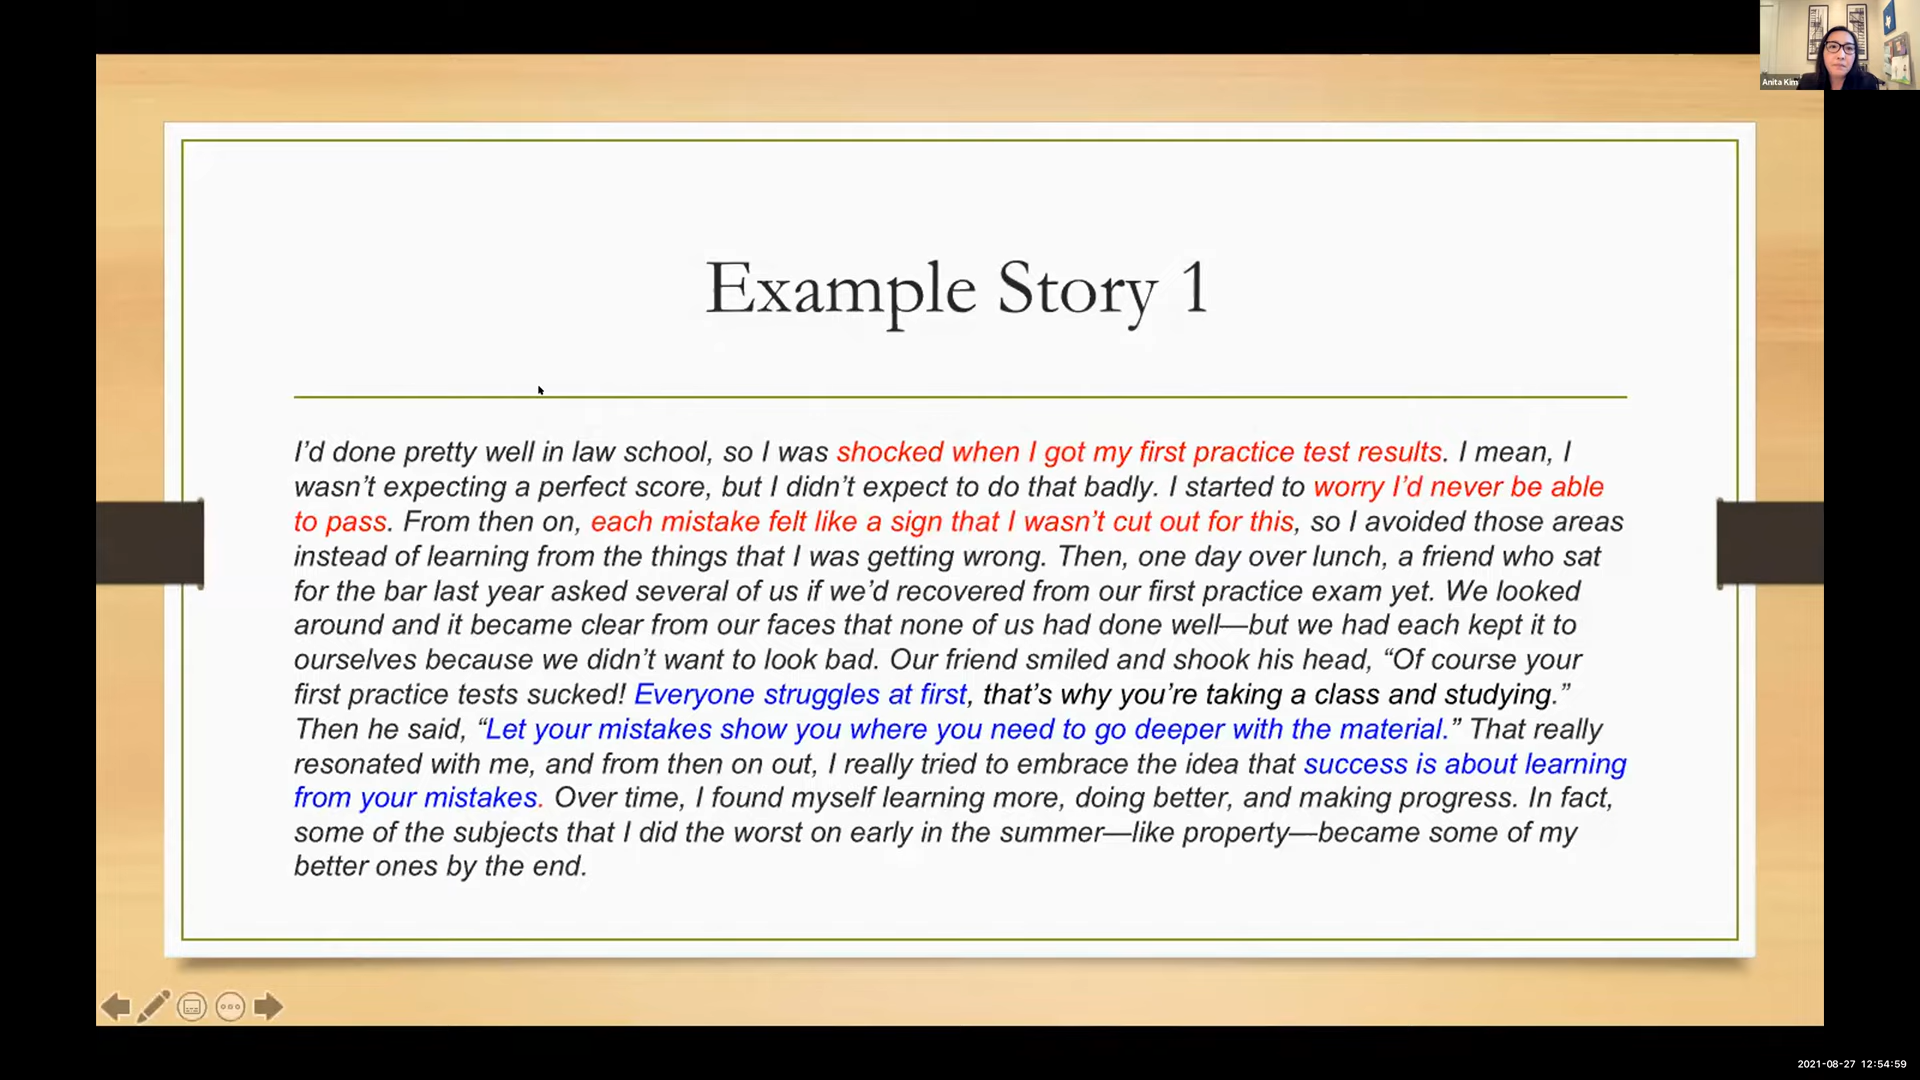 Anita Kim
Example Story 1
I’d done pretty well in law school, so I was shocked when I got my first practice test results. I mean, I
wasn’t expecting a perfect score, but I didn’t expect to do that badly. I started to worry I’d never be able
to pass. From then on, each mistake felt like a sign that I wasn’t cut out for this, so I avoided those areas
instead of learning from the things that I was getting wrong. Then, one day over lunch, a friend who sat
for the bar last year asked several of us if we’d recovered from our first practice exam yet. We looked
around and it became clear from our faces that none of us had done well—but we had each kept it to
ourselves because we didn’t want to look bad. Our friend smiled and shook his head, “Of course your
first practice tests sucked! Everyone struggles at first, that’s why you’re taking a class and studying.”
Then he said, “Let your mistakes show you where you need to go deeper with the material.” That really
resonated with me, and from then on out, I really tried to embrace the idea that success is about learning
from your mistakes. Over time, I found myself learning more, doing better, and making progress. In fact,
some of the subjects that I did the worst on early in the summer—like property—became some of my
better ones by the end.
2021-08-27 12:54:59